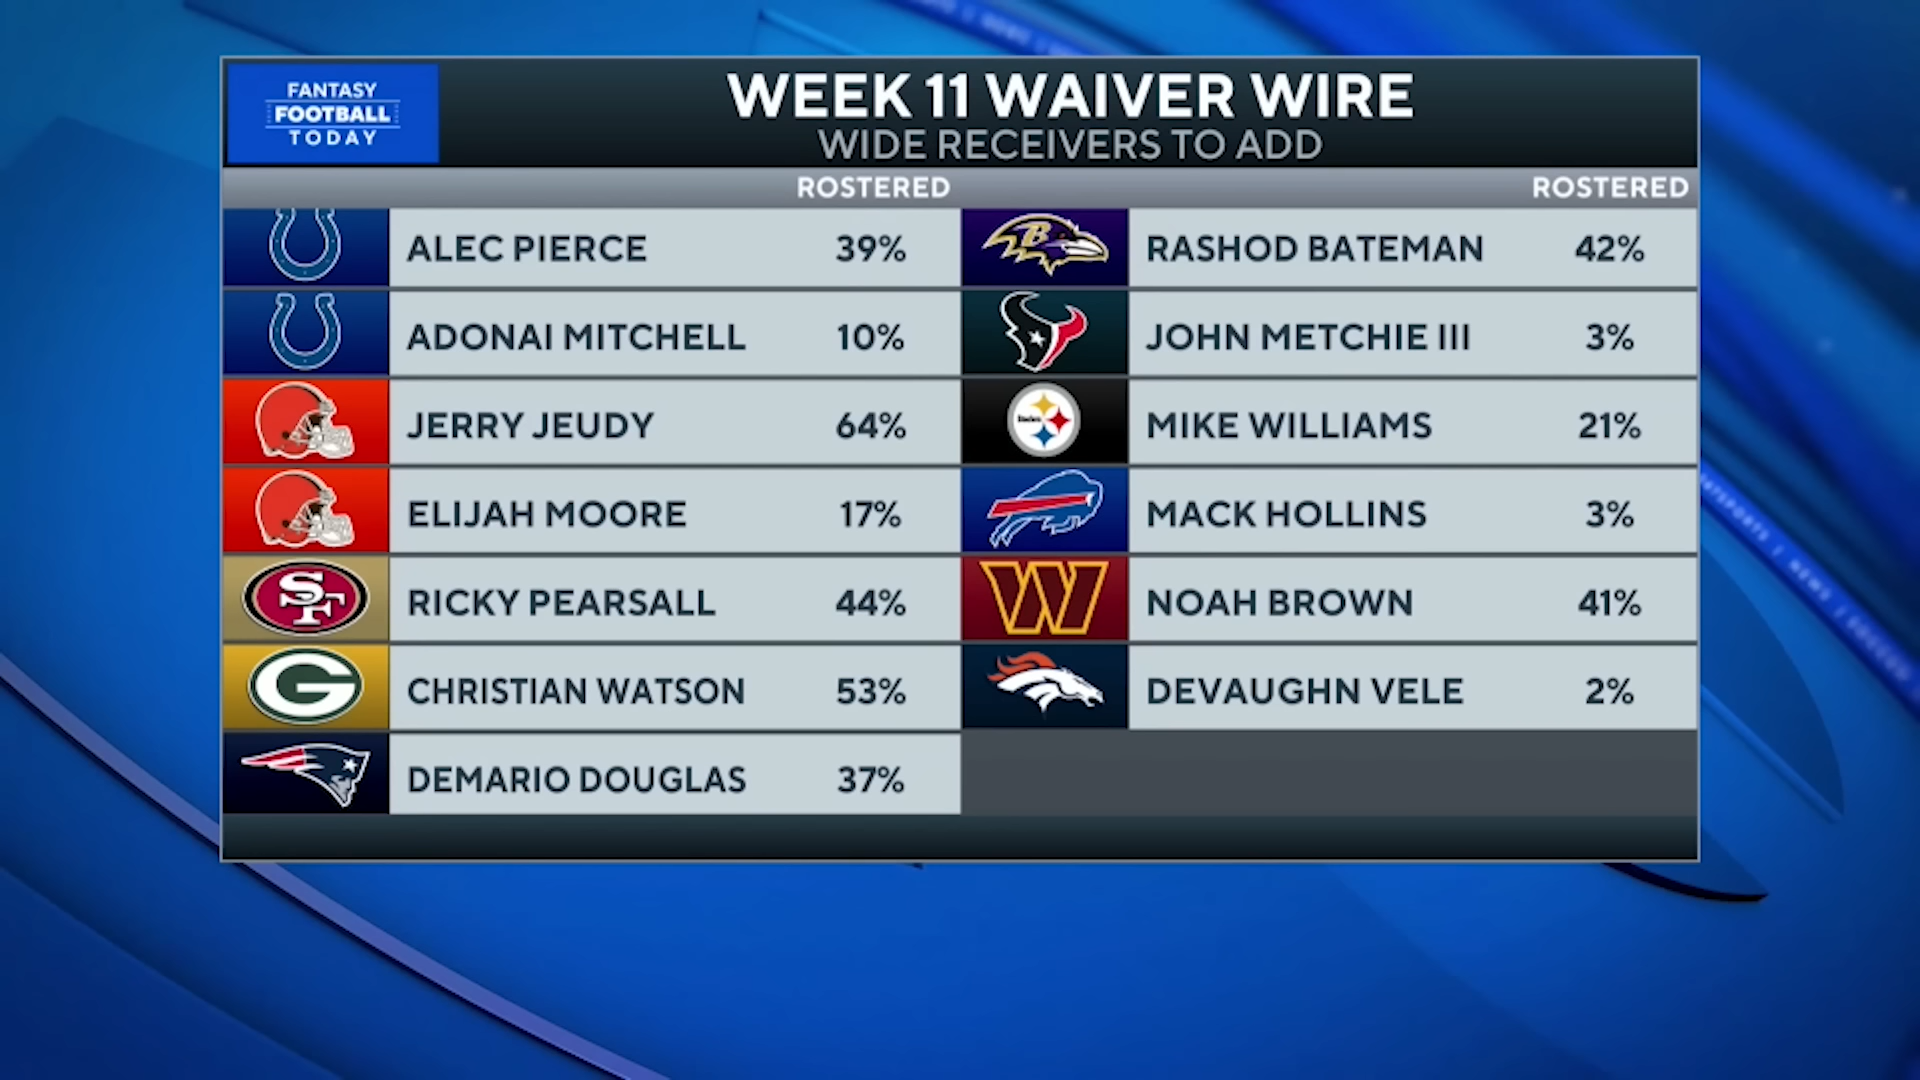 FANTASY
FOOTBALL
TODAY
WEEK 11 WAIVER WIRE
WIDE RECEIVERS TO ADD
ROSTERED ROSTERED
ALEC PIERCE 39%
ADONAI MITCHELL 10%
JERRY JEUDY 64%
ELIJAH MOORE 17%
SF RICKY PEARSALL 44%
G CHRISTIAN WATSON 53%
DEMARIO DOUGLAS 37%
B RASHOD BATEMAN 42%
JOHN METCHIE III 3%
Steelers MIKE WILLIAMS 21%
MACK HOLLINS 3%
W NOAH BROWN 41%
DEVAUGHN VELE 2%